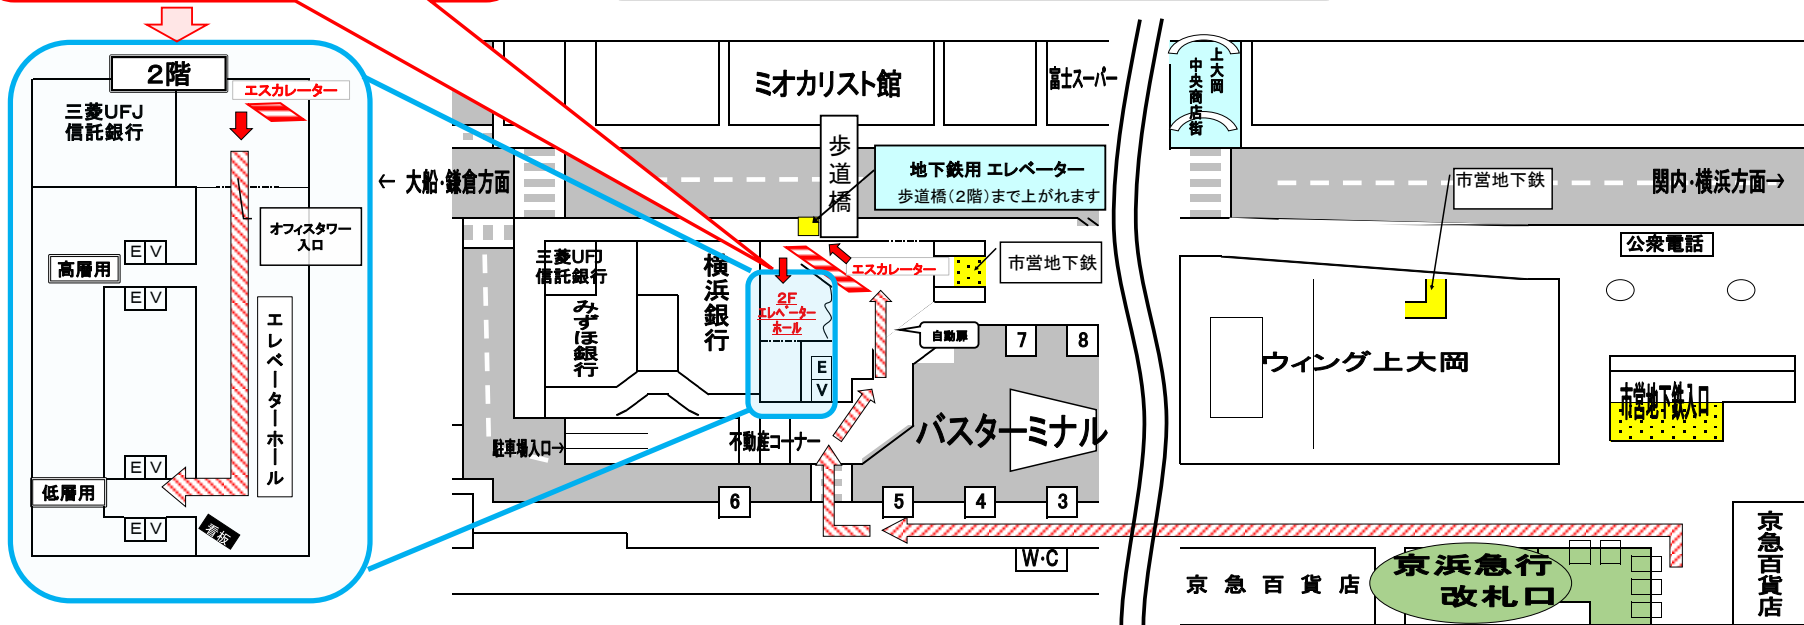 2階
エスカレーター
三菱UFJ
信託銀行
オフィスタワー
入口
EV
高層用
EV
エレベーターホール
EV
低層用
EV
看板
ミオカリスト館
富士スーパー
上大岡
中央商店街
歩道橋
地下鉄用 エレベーター
歩道橋(2階)まで上がれます
← 大船・鎌倉方面
市営地下鉄
関内・横浜方面→
公衆電話
三菱UFJ
信託銀行
みずほ銀行
横浜銀行
エスカレーター
市営地下鉄
2F
エレベーター
ホール
EV
自動扉
7
8
ウィング上大岡
市営地下鉄入口
バスターミナル
不動産コーナー
駐車場入口→
6
5
4
3
W・C
京急百貨店
京浜急行
改札口
京急百貨店